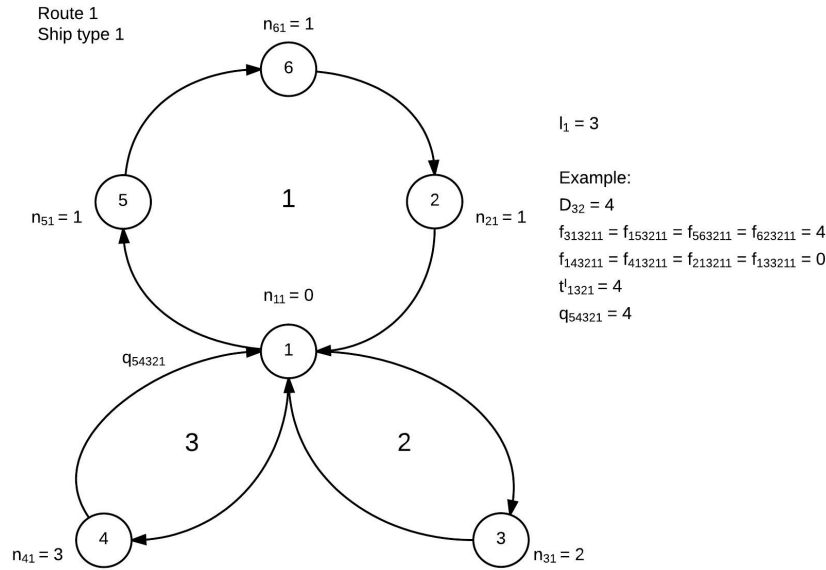 Route 1
Ship type 1
n₆₁ = 1
6
l₁ = 3
Example:
D₃₂ = 4
f₃₁₃₂₁₁ = f₁₅₃₂₁₁ = f₅₆₃₂₁₁ = f₆₂₃₂₁₁ = 4
f₁₄₃₂₁₁ = f₄₁₃₂₁₁ = f₂₁₃₂₁₁ = f₁₃₃₂₁₁ = 0
tˡ₁₃₂₁ = 4
q₅₄₃₂₁ = 4
5
1
2
n₅₁ = 1
n₂₁ = 1
n₁₁ = 0
1
q₅₄₃₂₁
3
2
4
3
n₄₁ = 3
n₃₁ = 2